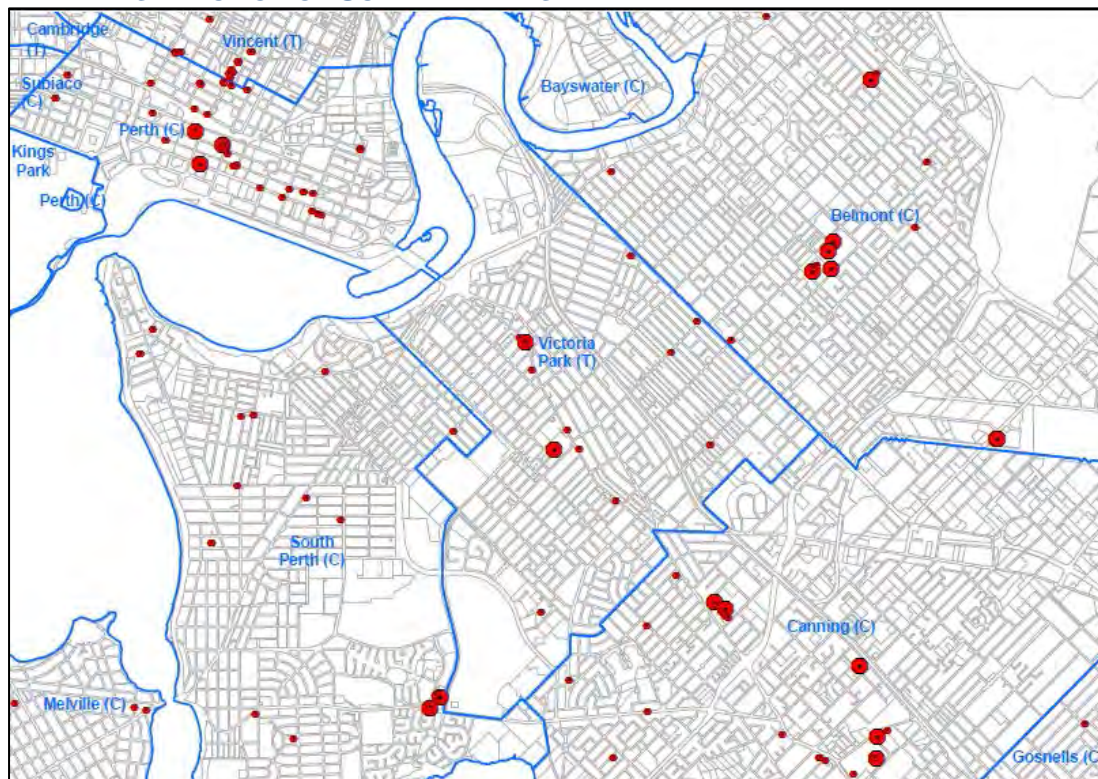 Cambridge
(T)
Vincent (T)
Subiaco
(C)
Bayswater (C)
Perth (C)
Kings
Park
Perth (C)
Belmont (C)
Victoria
Park (T)
South
Perth (C)
Canning (C)
Melville (C)
Gosnells (C